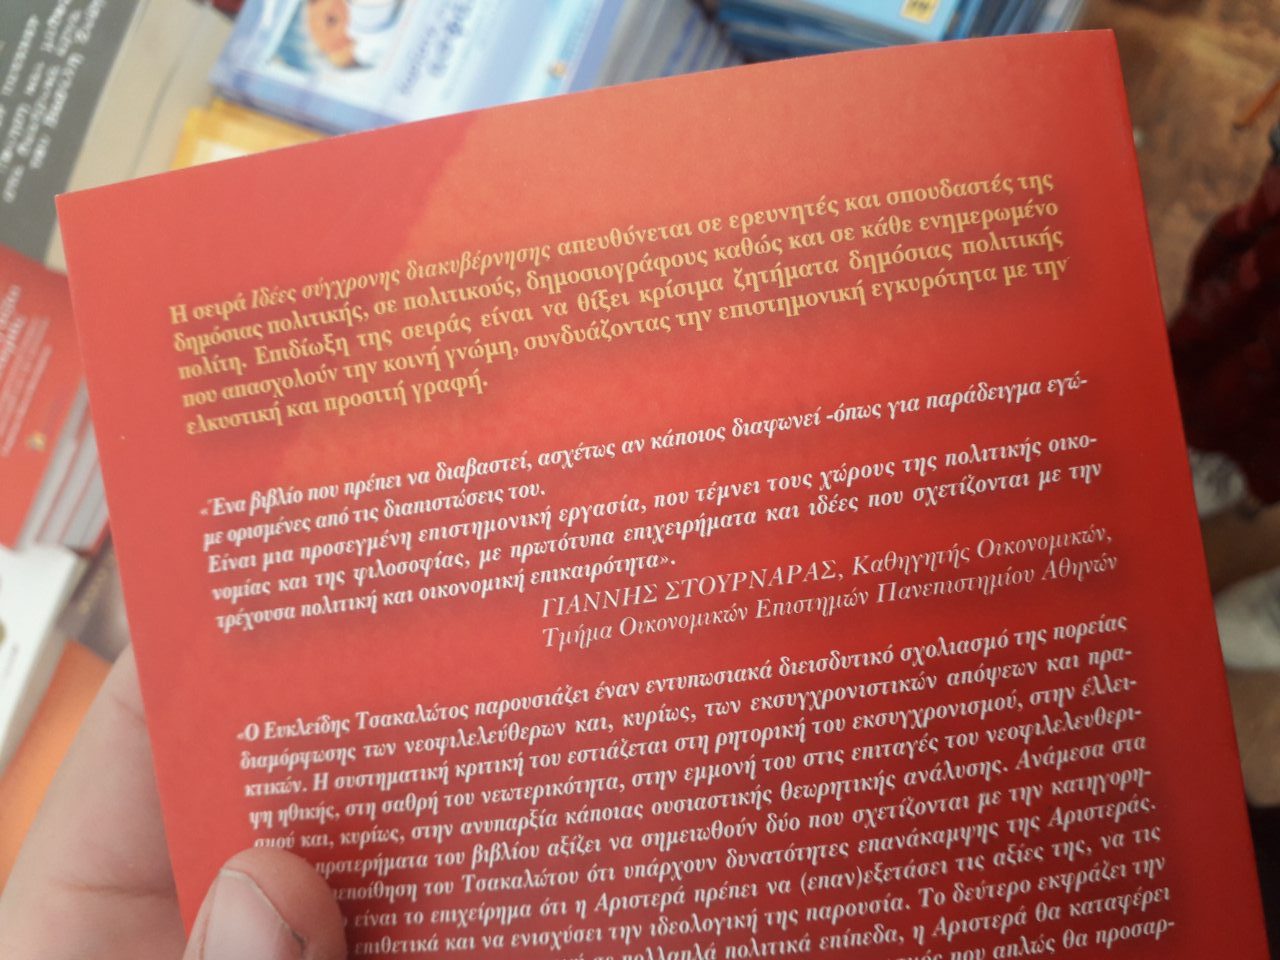 Η σειρά Ιδέες σύγχρονης διακυβέρνησης απευθύνεται σε ερευνητές και σπουδαστές της
δημόσιας πολιτικής, σε πολιτικούς, δημοσιογράφους καθώς και σε κάθε ενημερωμένο
πολίτη. Επιδίωξη της σειράς είναι να θίξει κρίσιμα ζητήματα δημόσιας πολιτικής
που απασχολούν την κοινή γνώμη, συνδυάζοντας την επιστημονική εγκυρότητα με την
ελκυστική και προσιτή γραφή.
«Ένα βιβλίο που πρέπει να διαβαστεί, ασχέτως αν κάποιος διαφωνεί -όπως για παράδειγμα εγώ-
με ορισμένες από τις διαπιστώσεις του.
Είναι μια προσεγμένη επιστημονική εργασία, που τέμνει τους χώρους της πολιτικής οικο-
νομίας και της φιλοσοφίας, με πρωτότυπα επιχειρήματα και ιδέες που σχετίζονται με την
τρέχουσα πολιτική και οικονομική επικαιρότητα».
ΓΙΑΝΝΗΣ ΣΤΟΥΡΝΑΡΑΣ, Καθηγητής Οικονομικών,
Τμήμα Οικονομικών Επιστημών Πανεπιστημίου Αθηνών
«Ο Ευκλείδης Τσακαλώτος παρουσιάζει έναν εντυπωσιακά διεισδυτικό σχολιασμό της πορείας
διαμόρφωσης των νεοφιλελεύθερων και, κυρίως, των εκσυγχρονιστικών απόψεων και πρα-
κτικών. Η συστηματική κριτική του εστιάζεται στη ρητορική του εκσυγχρονισμού, στην έλλει-
ψη ηθικής, στη σαθρή του νεωτερικότητα, στην εμμονή του στις επιταγές του νεοφιλελευθερι-
σμού και, κυρίως, στην ανυπαρξία κάποιας ουσιαστικής θεωρητικής ανάλυσης. Ανάμεσα στα
προτερήματα του βιβλίου αξίζει να σημειωθούν δύο που σχετίζονται με την κατηγορη-
πεποίθηση του Τσακαλώτου ότι υπάρχουν δυνατότητες επανάκαμψης της Αριστεράς.
είναι το επιχείρημα ότι η Αριστερά πρέπει να (επαν)εξετάσει τις αξίες της, να τις
επιθετικά και να ενισχύσει την ιδεολογική της παρουσία. Το δεύτερο εκφράζει την
σε πολλαπλά πολιτικά επίπεδα, η Αριστερά θα καταφέρει
που απλώς θα προσαρ-